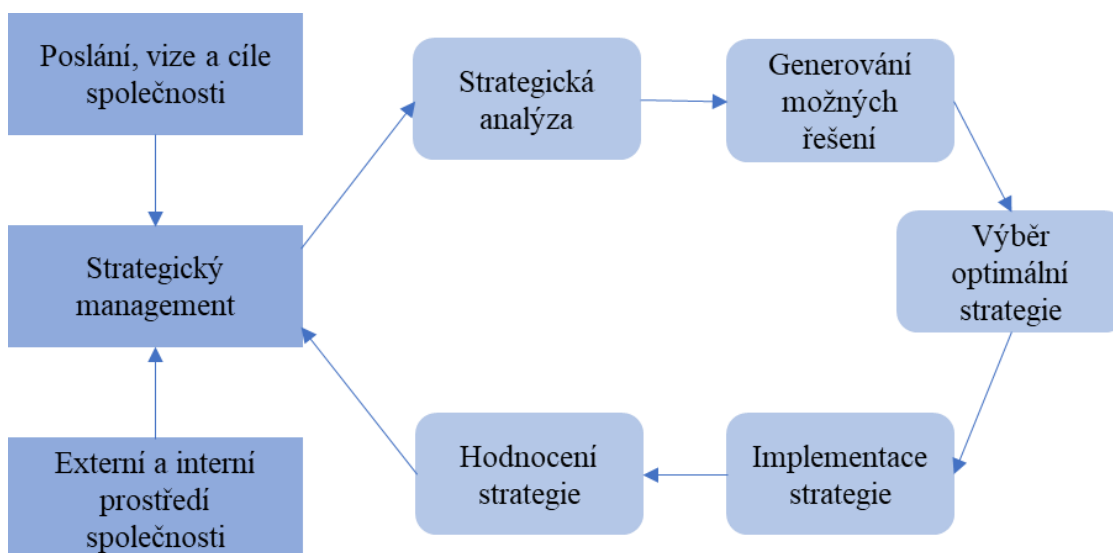 Poslání, vize a cíle
společnosti
Strategická
analýza
Generování
možných
řešení
Strategický
management
Výběr
optimální
strategie
Externí a interní
prostředí
společnosti
Hodnocení
strategie
Implementace
strategie